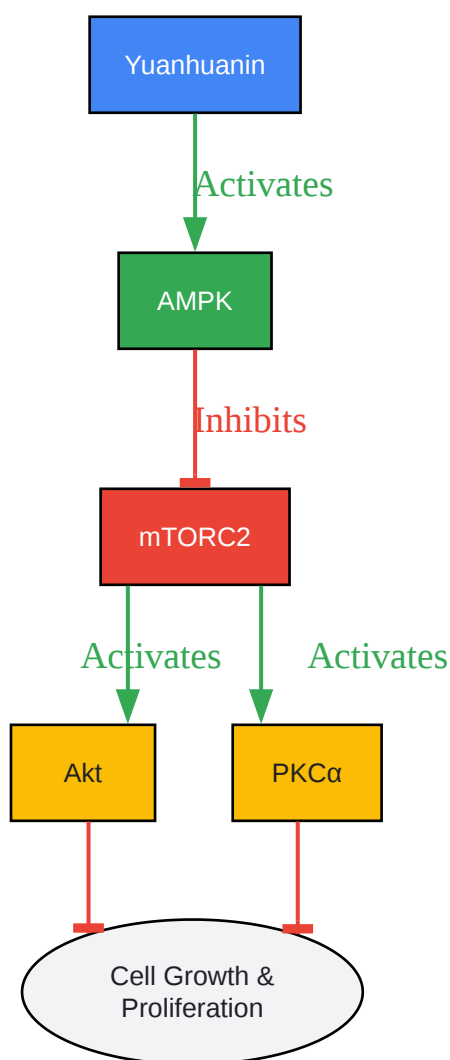 Yuanhuanin
Activates
AMPK
Inhibits
mTORC2
Activates
Activates
Akt
PKCα
Cell Growth &
Proliferation